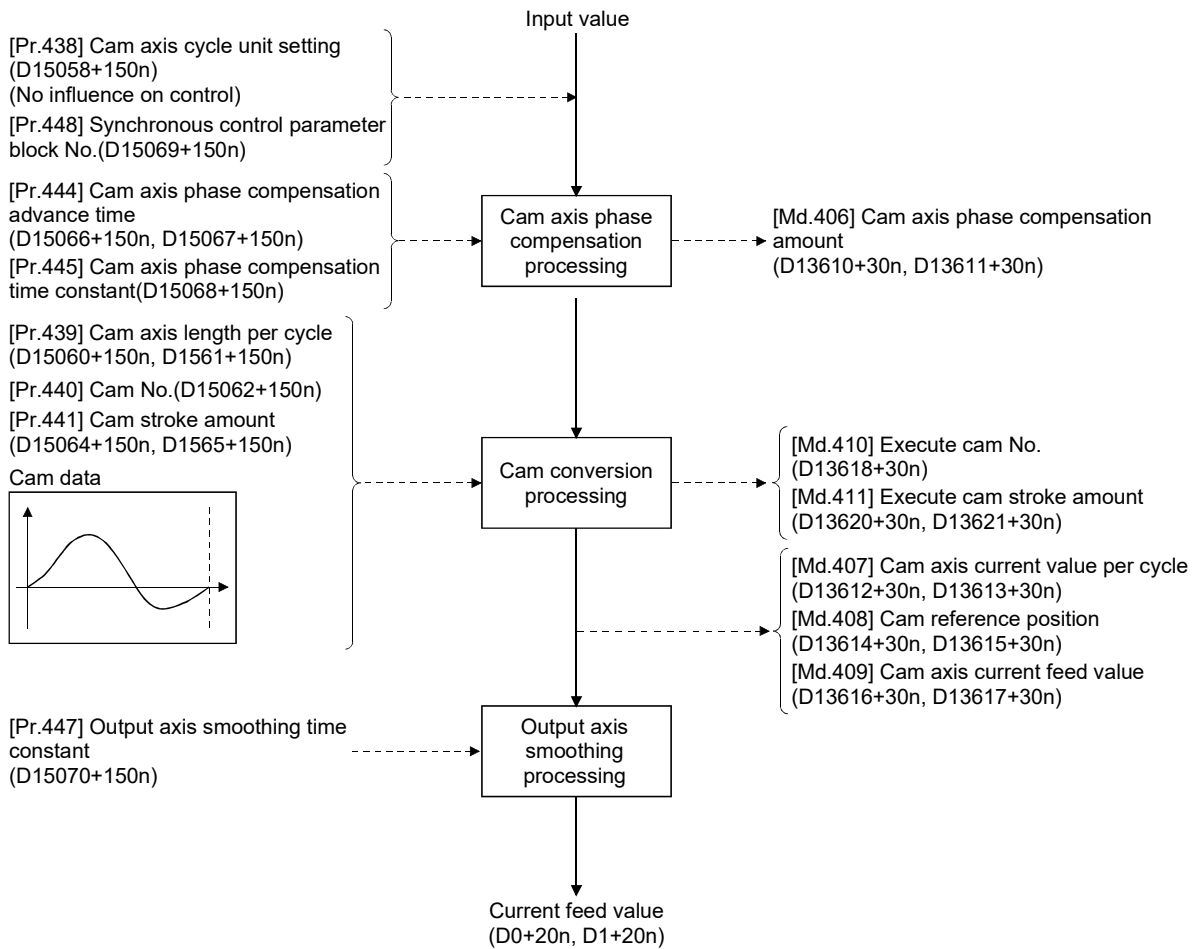 Input value
[Pr.438] Cam axis cycle unit setting
(D15058+150n)
(No influence on control)
[Pr.448] Synchronous control parameter
block No.(D15069+150n)
[Pr.444] Cam axis phase compensation
advance time
(D15066+150n, D15067+150n)
[Pr.445] Cam axis phase compensation
time constant(D15068+150n)
Cam axis phase
compensation
processing
[Md.406] Cam axis phase compensation
amount
(D13610+30n, D13611+30n)
[Pr.439] Cam axis length per cycle
(D15060+150n, D1561+150n)
[Pr.440] Cam No.(D15062+150n)
[Pr.441] Cam stroke amount
(D15064+150n, D1565+150n)
Cam data
Cam conversion
processing
[Md.410] Execute cam No.
(D13618+30n)
[Md.411] Execute cam stroke amount
(D13620+30n, D13621+30n)
[Md.407] Cam axis current value per cycle
(D13612+30n, D13613+30n)
[Md.408] Cam reference position
(D13614+30n, D13615+30n)
[Md.409] Cam axis current feed value
(D13616+30n, D13617+30n)
[Pr.447] Output axis smoothing time
constant
(D15070+150n)
Output axis
smoothing
processing
Current feed value
(D0+20n, D1+20n)